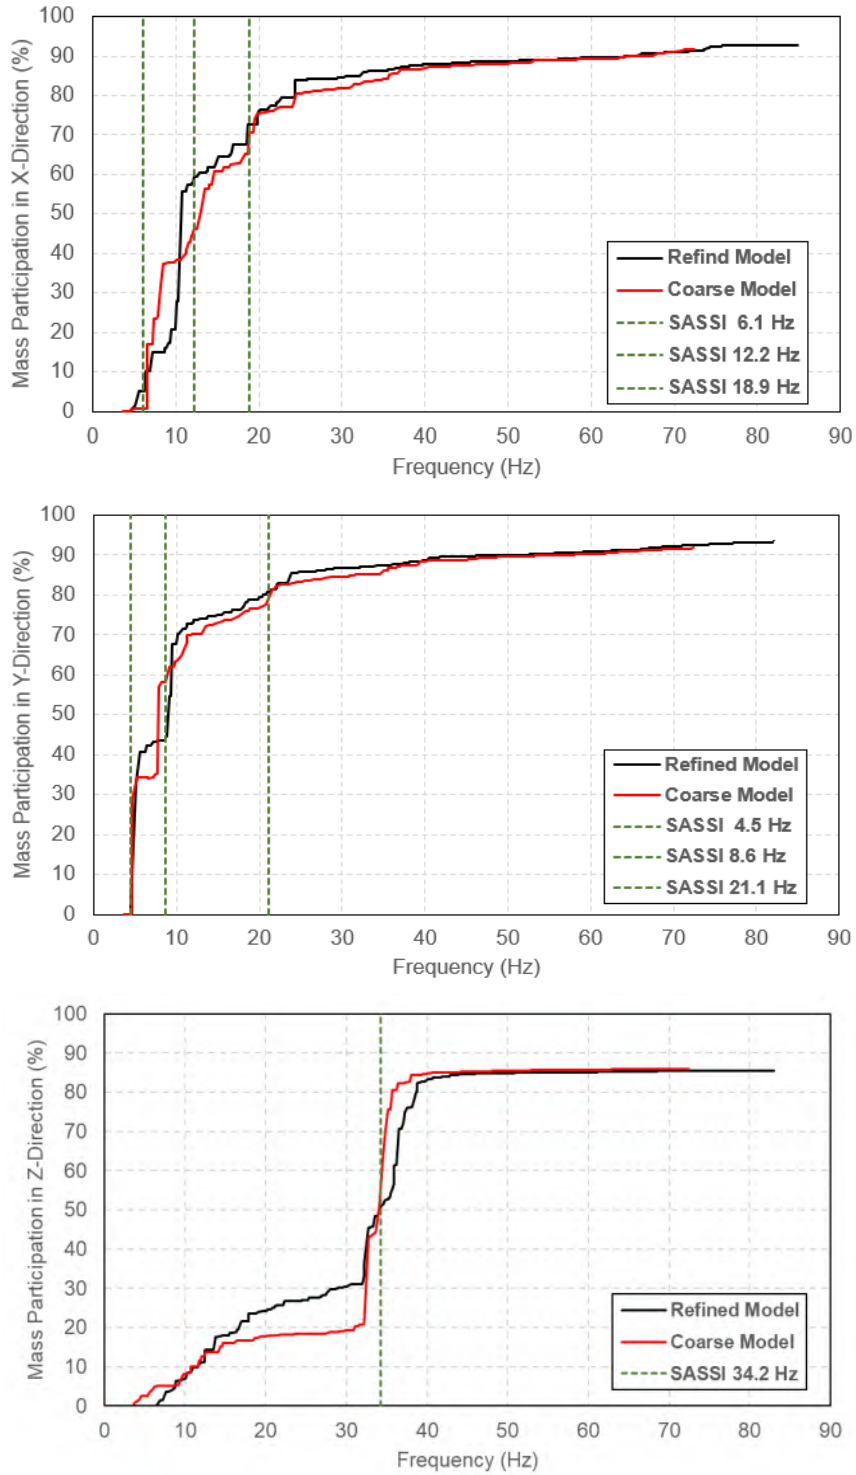 Mass Participation in X-Direction (%)
100
90
80
70
60
50
40
30
20
10
0
Refind Model
Coarse Model
SASSI 6.1 Hz
SASSI 12.2 Hz
SASSI 18.9 Hz
0 10 20 30 40 50 60 70 80 90
Frequency (Hz)
Mass Participation in Y-Direction (%)
100
90
80
70
60
50
40
30
20
10
0
Refined Model
Coarse Model
SASSI 4.5 Hz
SASSI 8.6 Hz
SASSI 21.1 Hz
0 10 20 30 40 50 60 70 80 90
Frequency (Hz)
Mass Participation in Z-Direction (%)
100
90
80
70
60
50
40
30
20
10
0
Refined Model
Coarse Model
SASSI 34.2 Hz
0 10 20 30 40 50 60 70 80 90
Frequency (Hz)